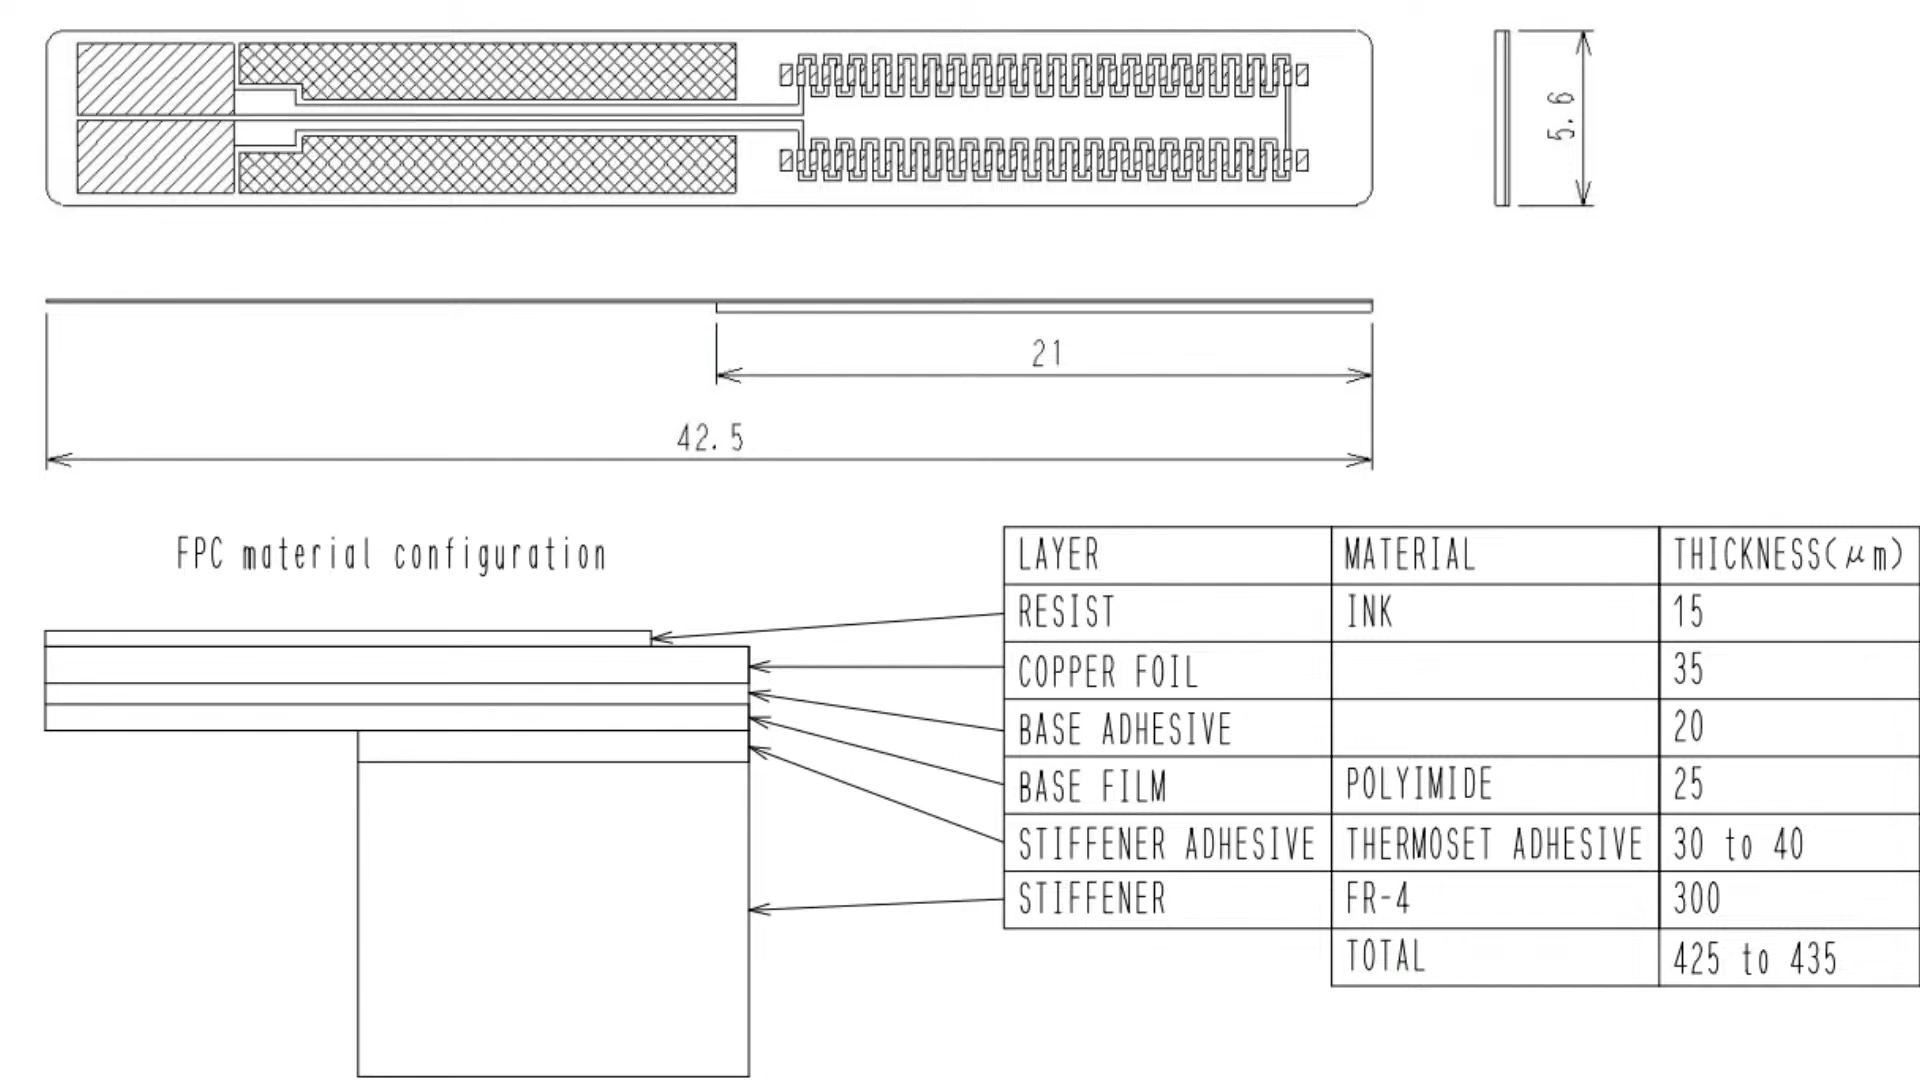 5.6
21
42.5
FPC material configuration
LAYER MATERIAL THICKNESS(μm)
RESIST INK 15
COPPER FOIL 35
BASE ADHESIVE 20
BASE FILM POLYIMIDE 25
STIFFENER ADHESIVE THERMOSET ADHESIVE 30 to 40
STIFFENER FR-4 300
TOTAL 425 to 435